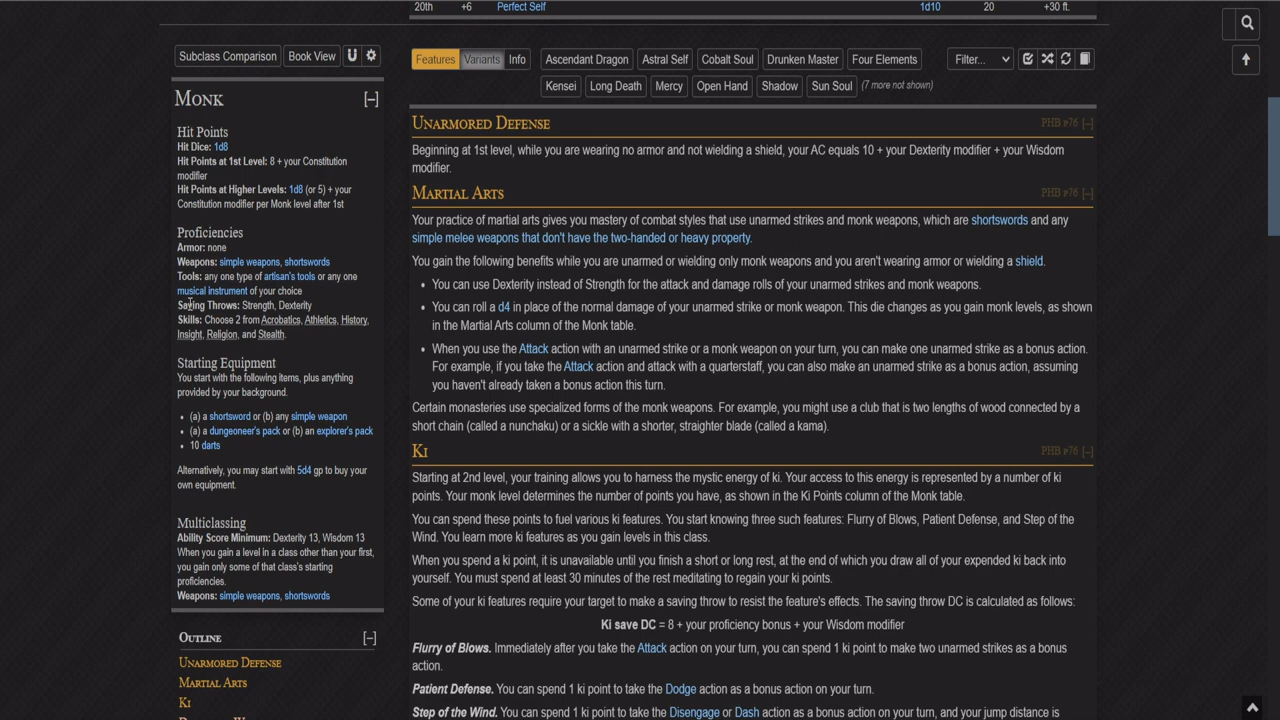 20th +6 Perfect Self 1d10 20 +30 ft.
Subclass Comparison Book View
Features Variants Info Ascendant Dragon Astral Self Cobalt Soul Drunken Master Four Elements Filter...
Kensei Long Death Mercy Open Hand Shadow Sun Soul (7 more not shown)
Monk [–]
Hit Points
Hit Dice: 1d8
Hit Points at 1st Level: 8 + your Constitution
modifier
Hit Points at Higher Levels: 1d8 (or 5) + your
Constitution modifier per Monk level after 1st
Proficiencies
Armor: none
Weapons: simple weapons, shortswords
Tools: any one type of artisan's tools or any one
musical instrument of your choice
Saving Throws: Strength, Dexterity
Skills: Choose 2 from Acrobatics, Athletics, History,
Insight, Religion, and Stealth.
Starting Equipment
You start with the following items, plus anything
provided by your background.
• (a) a shortsword or (b) any simple weapon
• (a) a dungeoneer's pack or (b) an explorer's pack
• 10 darts
Alternatively, you may start with 5d4 gp to buy your
own equipment.
Multiclassing
Ability Score Minimum: Dexterity 13, Wisdom 13
When you gain a level in a class other than your first,
you gain only some of that class's starting
proficiencies.
Weapons: simple weapons, shortswords
Outline [–]
Unarmored Defense
Martial Arts
Ki
Unarmored Defense PHB p76 [–]
Beginning at 1st level, while you are wearing no armor and not wielding a shield, your AC equals 10 + your Dexterity modifier + your Wisdom
modifier.
Martial Arts PHB p76 [–]
Your practice of martial arts gives you mastery of combat styles that use unarmed strikes and monk weapons, which are shortswords and any
simple melee weapons that don't have the two-handed or heavy property.
You gain the following benefits while you are unarmed or wielding only monk weapons and you aren't wearing armor or wielding a shield.
• You can use Dexterity instead of Strength for the attack and damage rolls of your unarmed strikes and monk weapons.
• You can roll a d4 in place of the normal damage of your unarmed strike or monk weapon. This die changes as you gain monk levels, as shown
in the Martial Arts column of the Monk table.
• When you use the Attack action with an unarmed strike or a monk weapon on your turn, you can make one unarmed strike as a bonus action.
For example, if you take the Attack action and attack with a quarterstaff, you can also make an unarmed strike as a bonus action, assuming
you haven't already taken a bonus action this turn.
Certain monasteries use specialized forms of the monk weapons. For example, you might use a club that is two lengths of wood connected by a
short chain (called a nunchaku) or a sickle with a shorter, straighter blade (called a kama).
Ki PHB p76 [–]
Starting at 2nd level, your training allows you to harness the mystic energy of ki. Your access to this energy is represented by a number of ki
points. Your monk level determines the number of points you have, as shown in the Ki Points column of the Monk table.
You can spend these points to fuel various ki features. You start knowing three such features: Flurry of Blows, Patient Defense, and Step of the
Wind. You learn more ki features as you gain levels in this class.
When you spend a ki point, it is unavailable until you finish a short or long rest, at the end of which you draw all of your expended ki back into
yourself. You must spend at least 30 minutes of the rest meditating to regain your ki points.
Some of your ki features require your target to make a saving throw to resist the feature's effects. The saving throw DC is calculated as follows:
Ki save DC = 8 + your proficiency bonus + your Wisdom modifier
Flurry of Blows. Immediately after you take the Attack action on your turn, you can spend 1 ki point to make two unarmed strikes as a bonus
action.
Patient Defense. You can spend 1 ki point to take the Dodge action as a bonus action on your turn.
Step of the Wind. You can spend 1 ki point to take the Disengage or Dash action as a bonus action on your turn, and your jump distance is